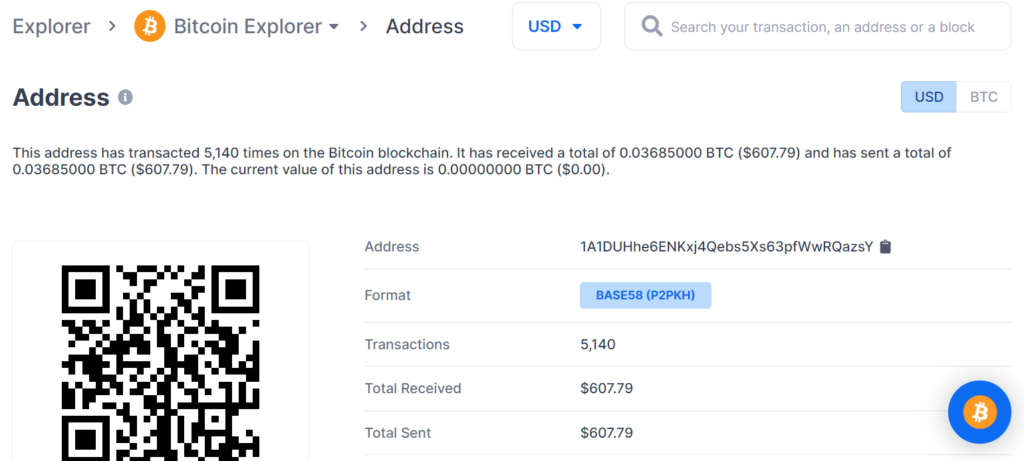 Explorer > Bitcoin Explorer > Address USD Search your transaction, an address or a block
Address USD BTC
This address has transacted 5,140 times on the Bitcoin blockchain. It has received a total of 0.03685000 BTC ($607.79) and has sent a total of
0.03685000 BTC ($607.79). The current value of this address is 0.00000000 BTC ($0.00).
Address 1A1DUHhe6ENKxj4Qebs5Xs63pfWwRQazsY
Format BASE58 (P2PKH)
Transactions 5,140
Total Received $607.79
Total Sent $607.79